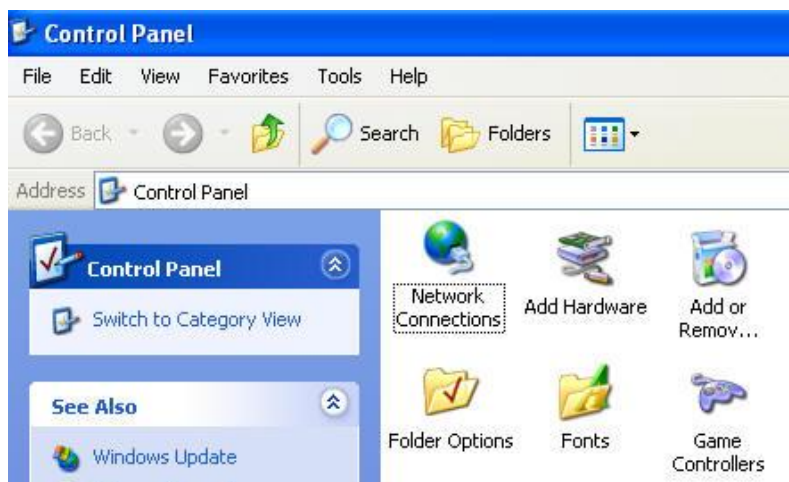 Control Panel
File Edit View Favorites Tools Help
Back Search Folders
Address Control Panel
Control Panel
Switch to Category View
See Also
Windows Update
Network
Connections
Add Hardware
Add or
Remov...
Folder Options
Fonts
Game
Controllers